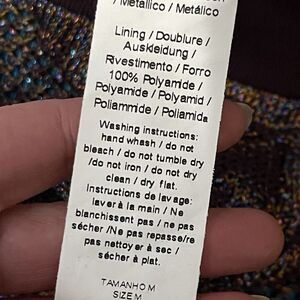 / Metallico / Metálico
Lining / Doublure /
Auskleidung /
Rivestimento / Forro
100% Polyamide /
Polyamide / Polyamid /
Poliammide / Poliamida
Washing instructions:
hand whash / do not
bleach / do not tumble dry
/do not iron / do not dry
clean / dry flat.
Instructions de lavage:
laver à la main / Ne
blanchissent pas / ne pas
sécher /Ne pas repasse/re
pas nettoyer à sec /
sécher à plat.
TAMANHO M
SIZE M